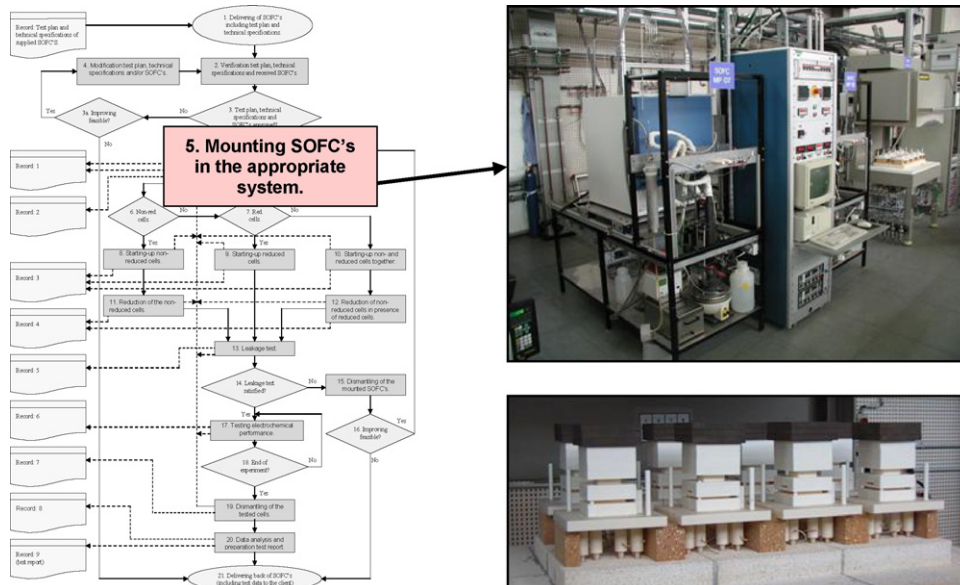 Record: Test plan and
technical specifications of
supplied SOFC'S.
1. Delivering of SOFC's
including test plan and
technical specifications.
4. Modification test plan, technical
specifications and/or SOFC's.
2. Verification test plan, technical
specifications and received SOFC's.
Yes
3a. Improving
feasible?
No
3. Test plan, technical
specifications and
SOFC's approved?
No
5. Mounting SOFC's
in the appropriate
system.
Record: 1
Record: 2
6. Non-red.
cells.
No
7. Red.
cells.
No
Yes
Yes
8. Starting-up non-
reduced cells.
9. Starting-up reduced
cells.
10. Starting-up non- and
reduced cells together.
Record: 3
11. Reduction of the non-
reduced cells.
12. Reduction of non-
reduced cells in presence
of reduced cells.
Record: 4
13. Leakage test.
Record: 5
14. Leakage test
satisfied?
No
15. Dismantling of the
mounted SOFC's.
Yes
Yes
Record: 6
17. Testing electrochemical
performance.
16. Improving
feasible?
Record: 7
18. End of
experiment?
No
No
Yes
Record: 8
19. Dismantling of the
tested cells.
20. Data analysis and
preparation test report.
Record: 9
(test report)
21. Delivering back of SOFC's
(including test data to the client)
SOFC